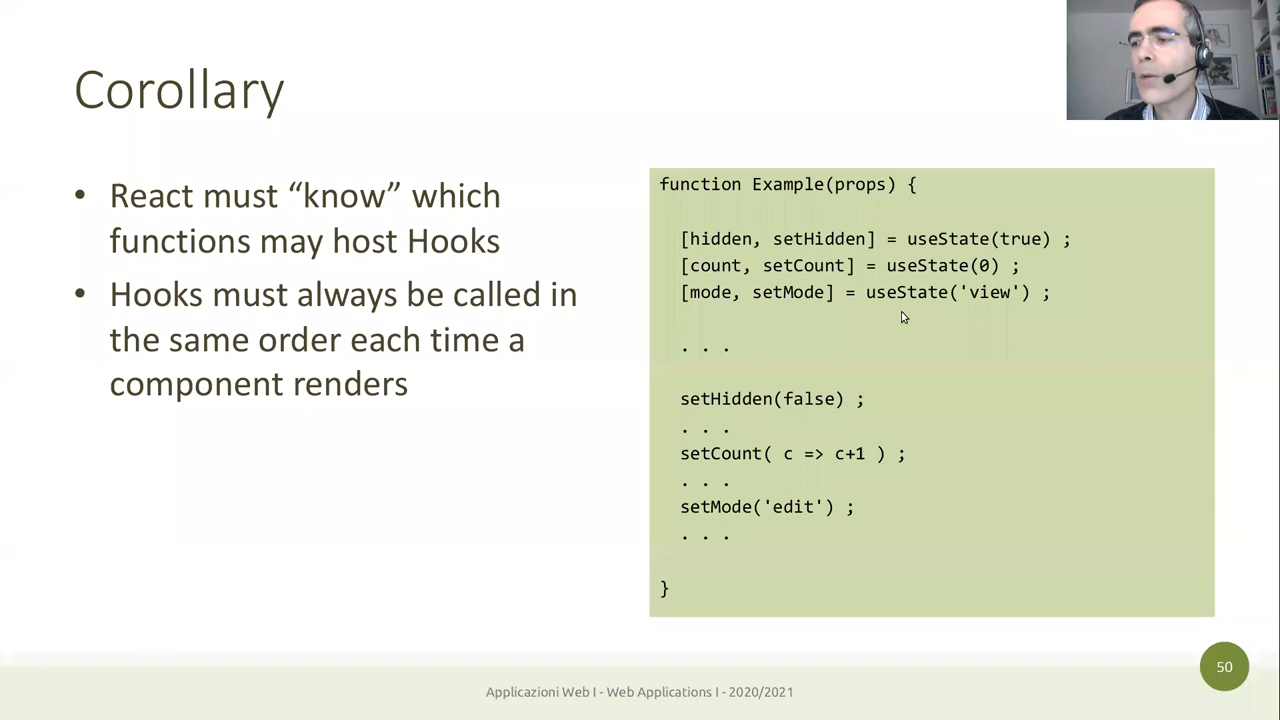 Corollary
• React must “know” which
functions may host Hooks
• Hooks must always be called in
the same order each time a
component renders
function Example(props) {
[hidden, setHidden] = useState(true) ;
[count, setCount] = useState(0) ;
[mode, setMode] = useState('view') ;
. . .
setHidden(false) ;
. . .
setCount( c => c+1 ) ;
. . .
setMode('edit') ;
. . .
}
50
Applicazioni Web I - Web Applications I - 2020/2021